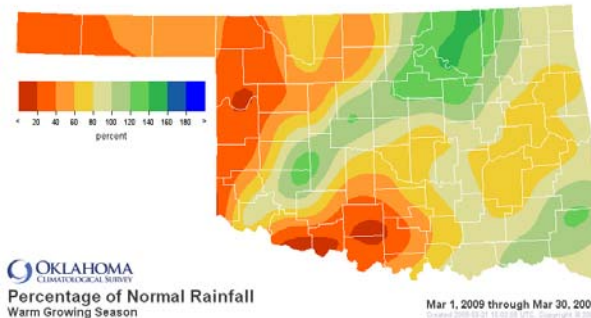 < 20 40 60 80 100 120 140 160 180 >
percent
OKLAHOMA
CLIMATOLOGICAL SURVEY
Percentage of Normal Rainfall
Warm Growing Season
Mar 1, 2009 through Mar 30, 200
Created